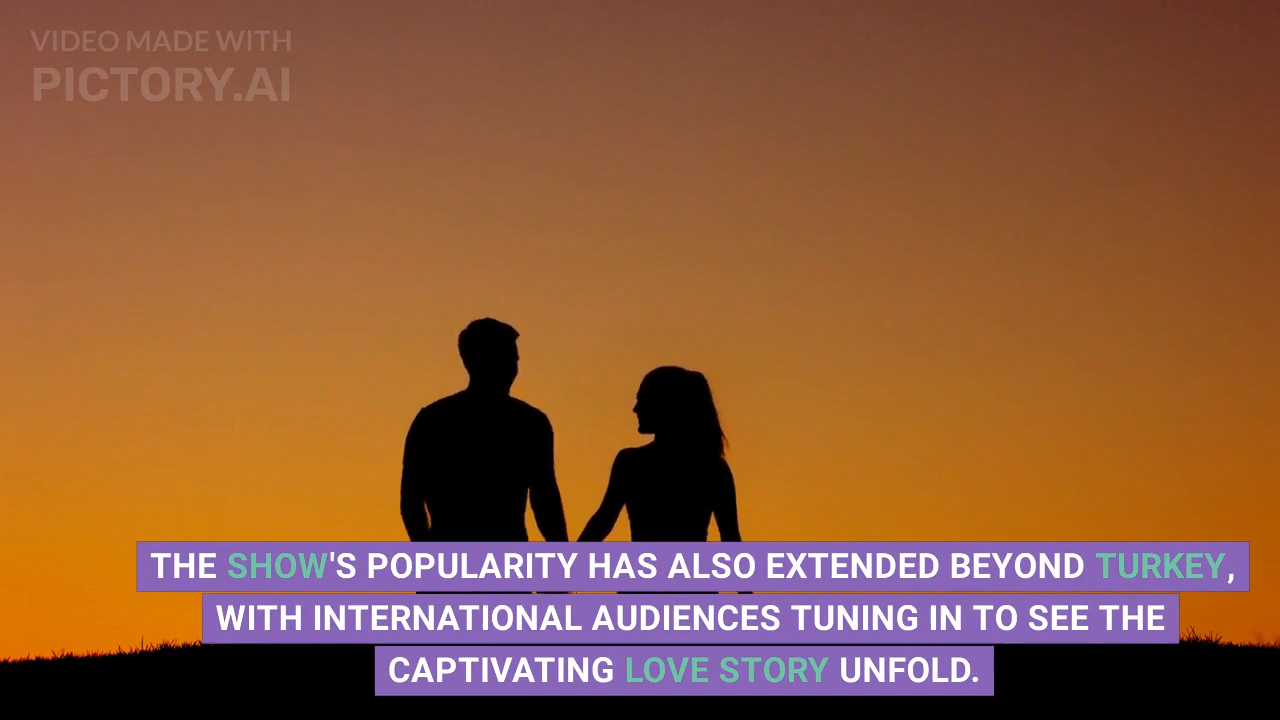 VIDEO MADE WITH
PICTORY.AI
THE SHOW'S POPULARITY HAS ALSO EXTENDED BEYOND TURKEY,
WITH INTERNATIONAL AUDIENCES TUNING IN TO SEE THE
CAPTIVATING LOVE STORY UNFOLD.